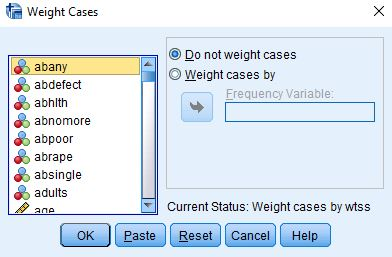 Weight Cases
abany
abdefect
abhlth
abnomore
abpoor
abrape
absingle
adults
age
Do not weight cases
Weight cases by
Frequency Variable:
Current Status: Weight cases by wtss
OK Paste Reset Cancel Help